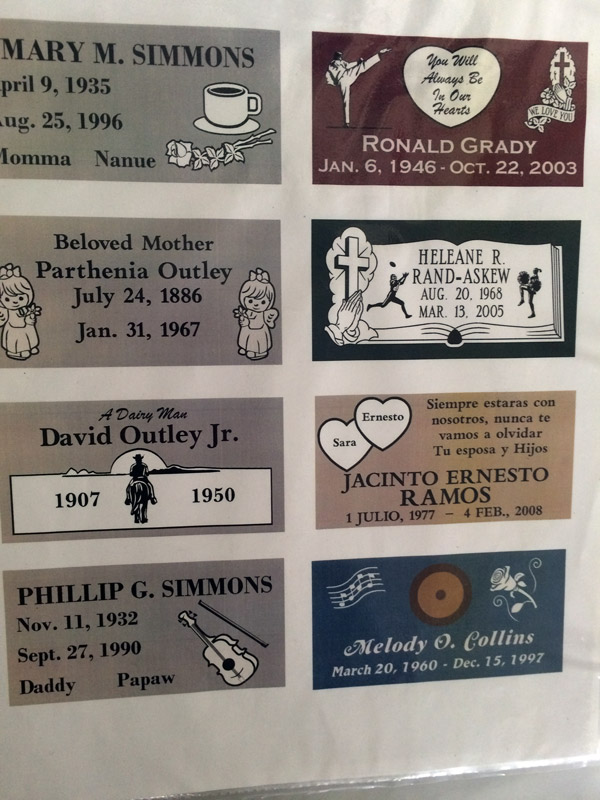 MARY M. SIMMONS
April 9, 1935
Aug. 25, 1996
Momma Nanue
You Will
Always Be
In Our
Hearts
WE LOVE YOU
RONALD GRADY
JAN. 6, 1946 - OCT. 22, 2003
Beloved Mother
Parthenia Outley
July 24, 1886
Jan. 31, 1967
HELEANE R.
RAND-ASKEW
AUG. 20, 1968
MAR. 13, 2005
A Dairy Man
David Outley Jr.
1907 1950
Sara
Ernesto
Siempre estaras con
nosotros, nunca te
vamos a olvidar
Tu esposa y Hijos
JACINTO ERNESTO
RAMOS
1 JULIO, 1977 – 4 FEB., 2008
PHILLIP G. SIMMONS
Nov. 11, 1932
Sept. 27, 1990
Daddy Papaw
Melody O. Collins
March 20, 1960 - Dec. 15, 1997